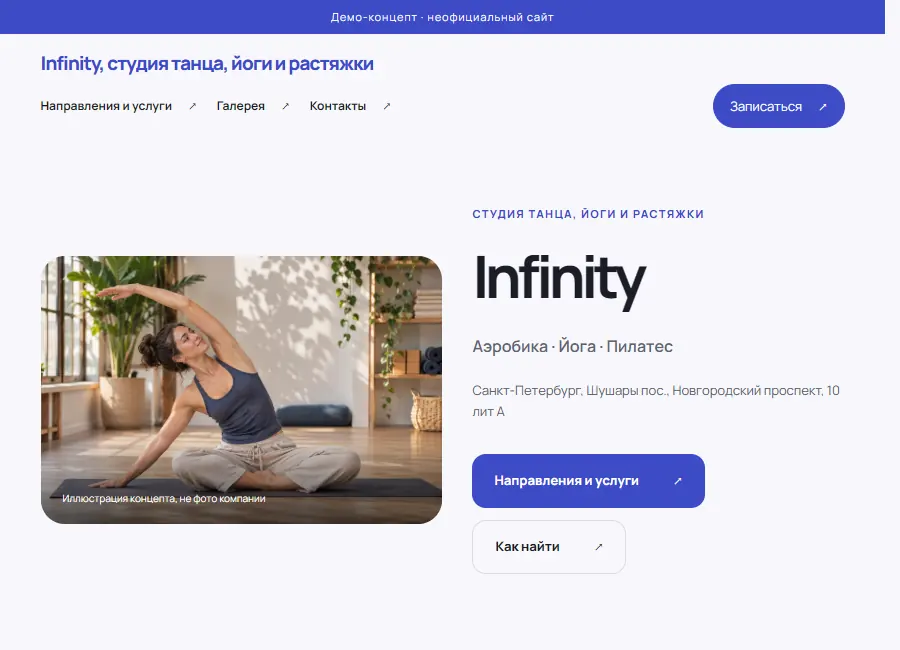 Демо-концепт · неофициальный сайт
Infinity, студия танца, йоги и растяжки
Направления и услуги ↗ Галерея ↗ Контакты ↗
Записаться ↗
СТУДИЯ ТАНЦА, ЙОГИ И РАСТЯЖКИ
Infinity
Аэробика · Йога · Пилатес
Санкт-Петербург, Шушары пос., Новгородский проспект, 10
лит А
Направления и услуги ↗
Как найти ↗
Иллюстрация концепта, не фото компании